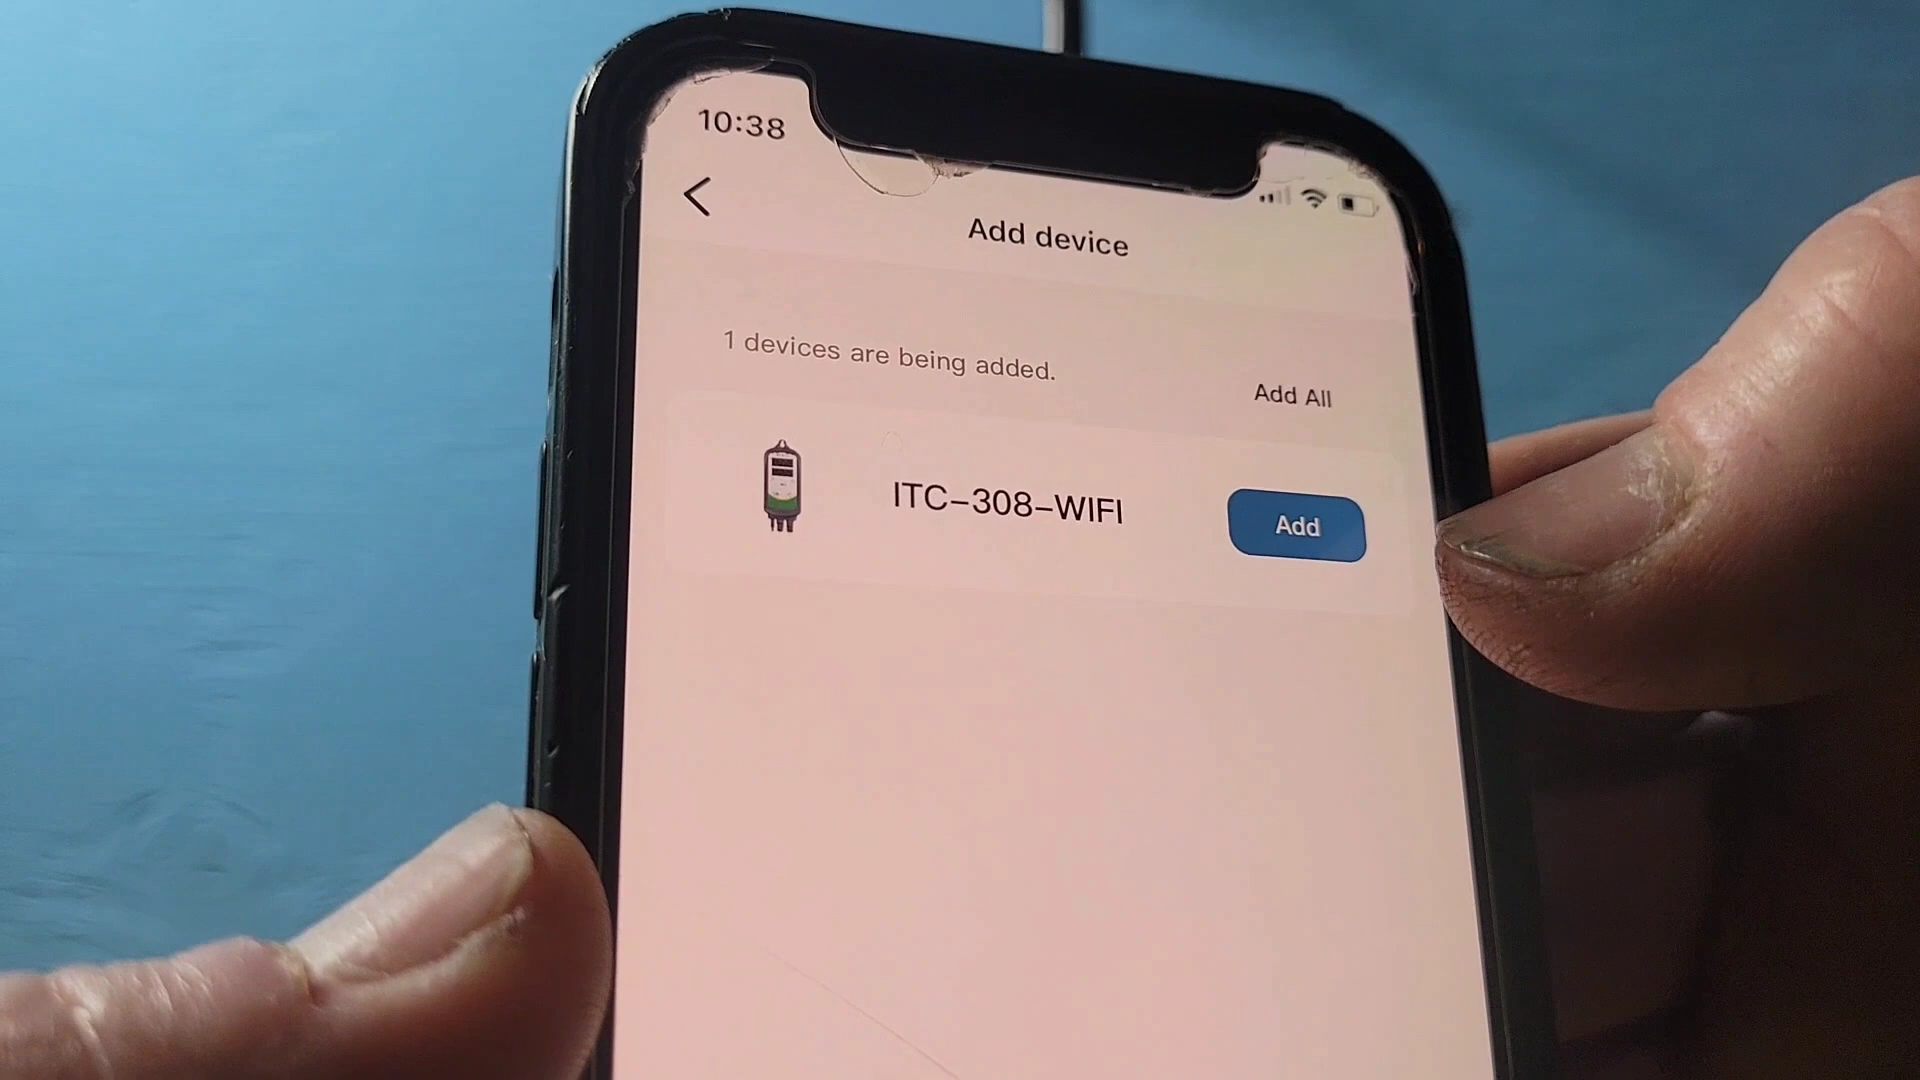 10:38
Add device
1 devices are being added.
Add All
ITC-308-WIFI
Add